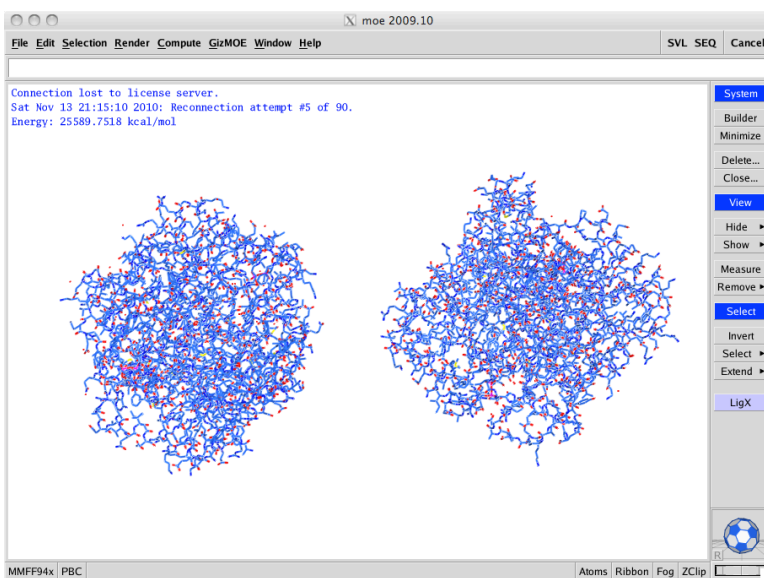 X moe 2009.10
File Edit Selection Render Compute GizMOE Window Help SVL SEQ Cancel
Connection lost to license server.
Sat Nov 13 21:15:10 2010: Reconnection attempt #5 of 90.
Energy: 25589.7518 kcal/mol
System
Builder
Minimize
Delete...
Close...
View
Hide
Show
Measure
Remove
Select
Invert
Select
Extend
LigX
R
MMFF94x PBC Atoms Ribbon Fog ZClip